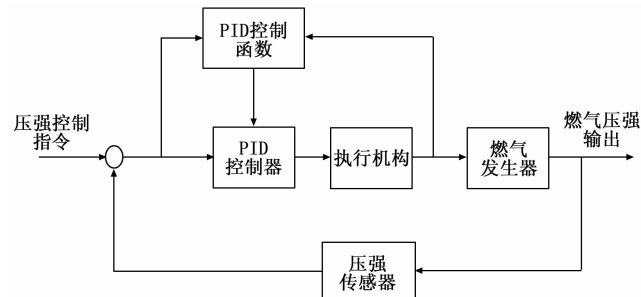 PID控制
函数
压强控制
指令
PID
控制器
执行机构
燃气
发生器
燃气压强
输出
压强
传感器